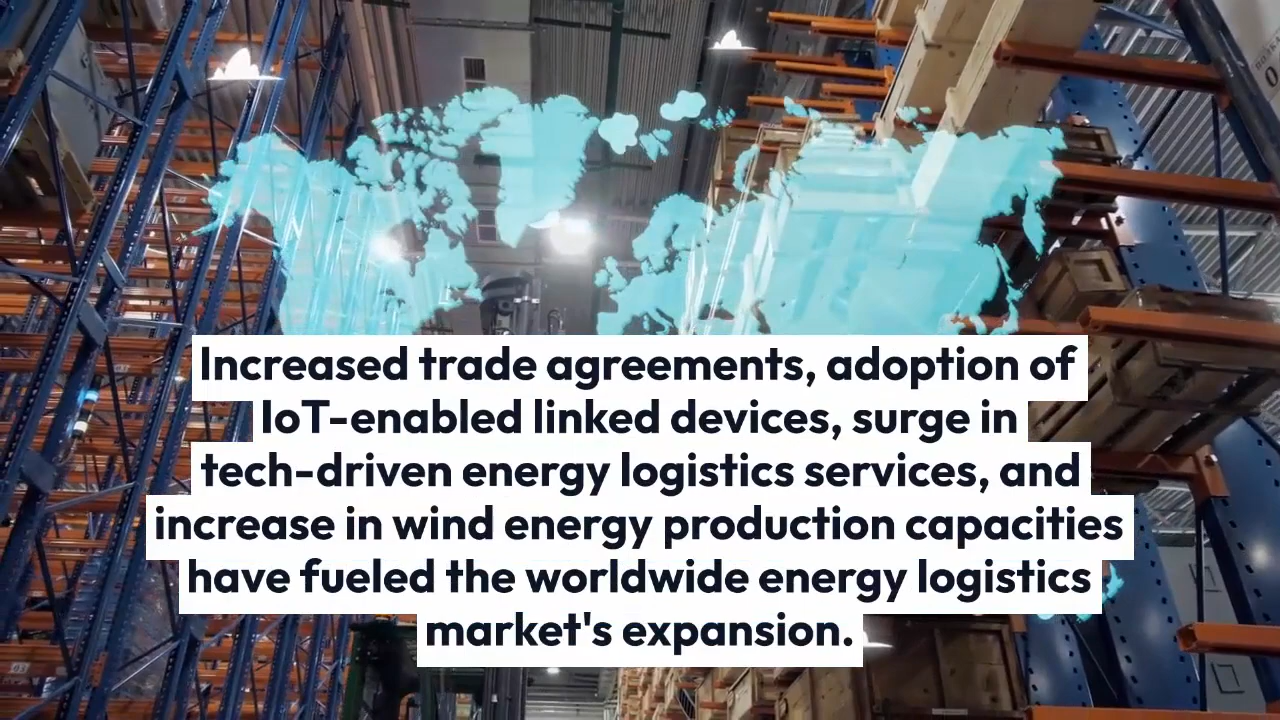 Increased trade agreements, adoption of
IoT-enabled linked devices, surge in
tech-driven energy logistics services, and
increase in wind energy production capacities
have fueled the worldwide energy logistics
market's expansion.